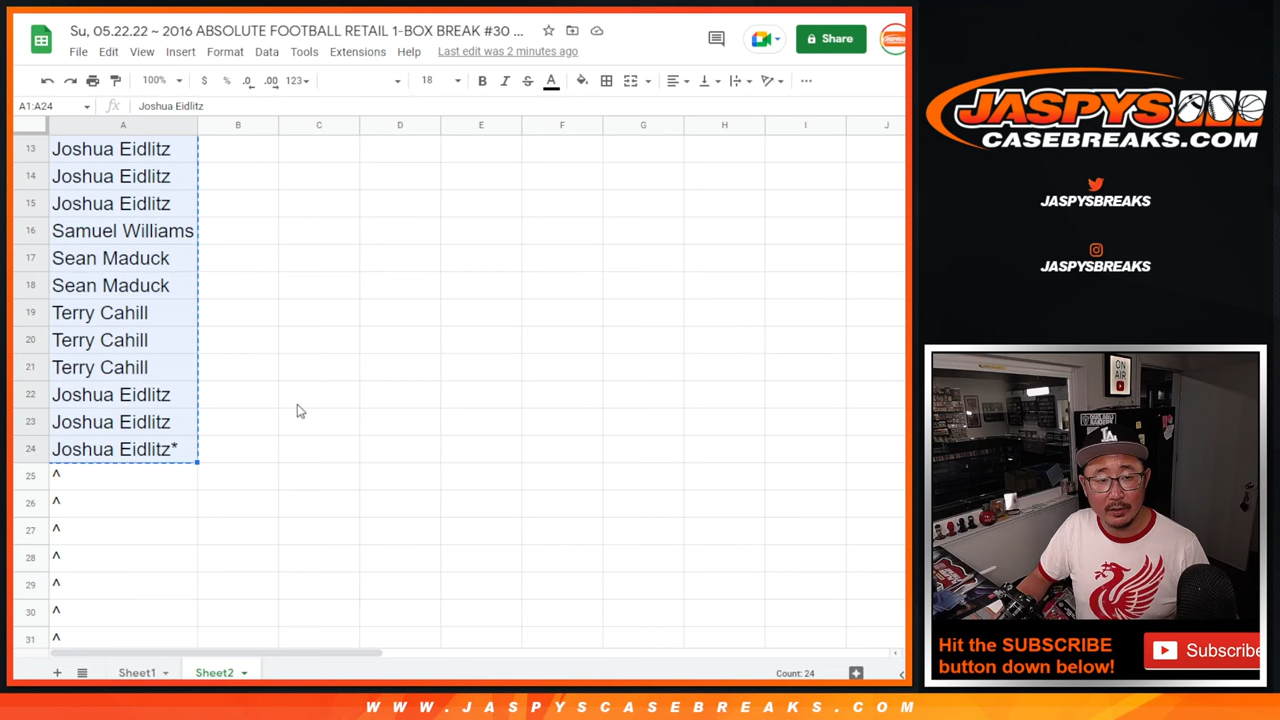 Su, 05.22.22 ~ 2016 ABSOLUTE FOOTBALL RETAIL 1-BOX BREAK #30 ...
File Edit View Insert Format Data Tools Extensions Help Last edit was 2 minutes ago
Share
100% $ % .0 .00 123 18 B I S A
A1:A24 fx Joshua Eidlitz
A B C D E F G H I J
13 Joshua Eidlitz
14 Joshua Eidlitz
15 Joshua Eidlitz
16 Samuel Williams
17 Sean Maduck
18 Sean Maduck
19 Terry Cahill
20 Terry Cahill
21 Terry Cahill
22 Joshua Eidlitz
23 Joshua Eidlitz
24 Joshua Eidlitz*
25 ^
26 ^
27 ^
28 ^
29 ^
30 ^
31 ^
Sheet1 Sheet2 Count: 24
JASPYS
CASEBREAKS.COM
JASPYSBREAKS
JASPYSBREAKS
ON
AIR
LA
Hit the SUBSCRIBE
button down below!
Subscribe
WWW.JASPYSCASEBREAKS.COM